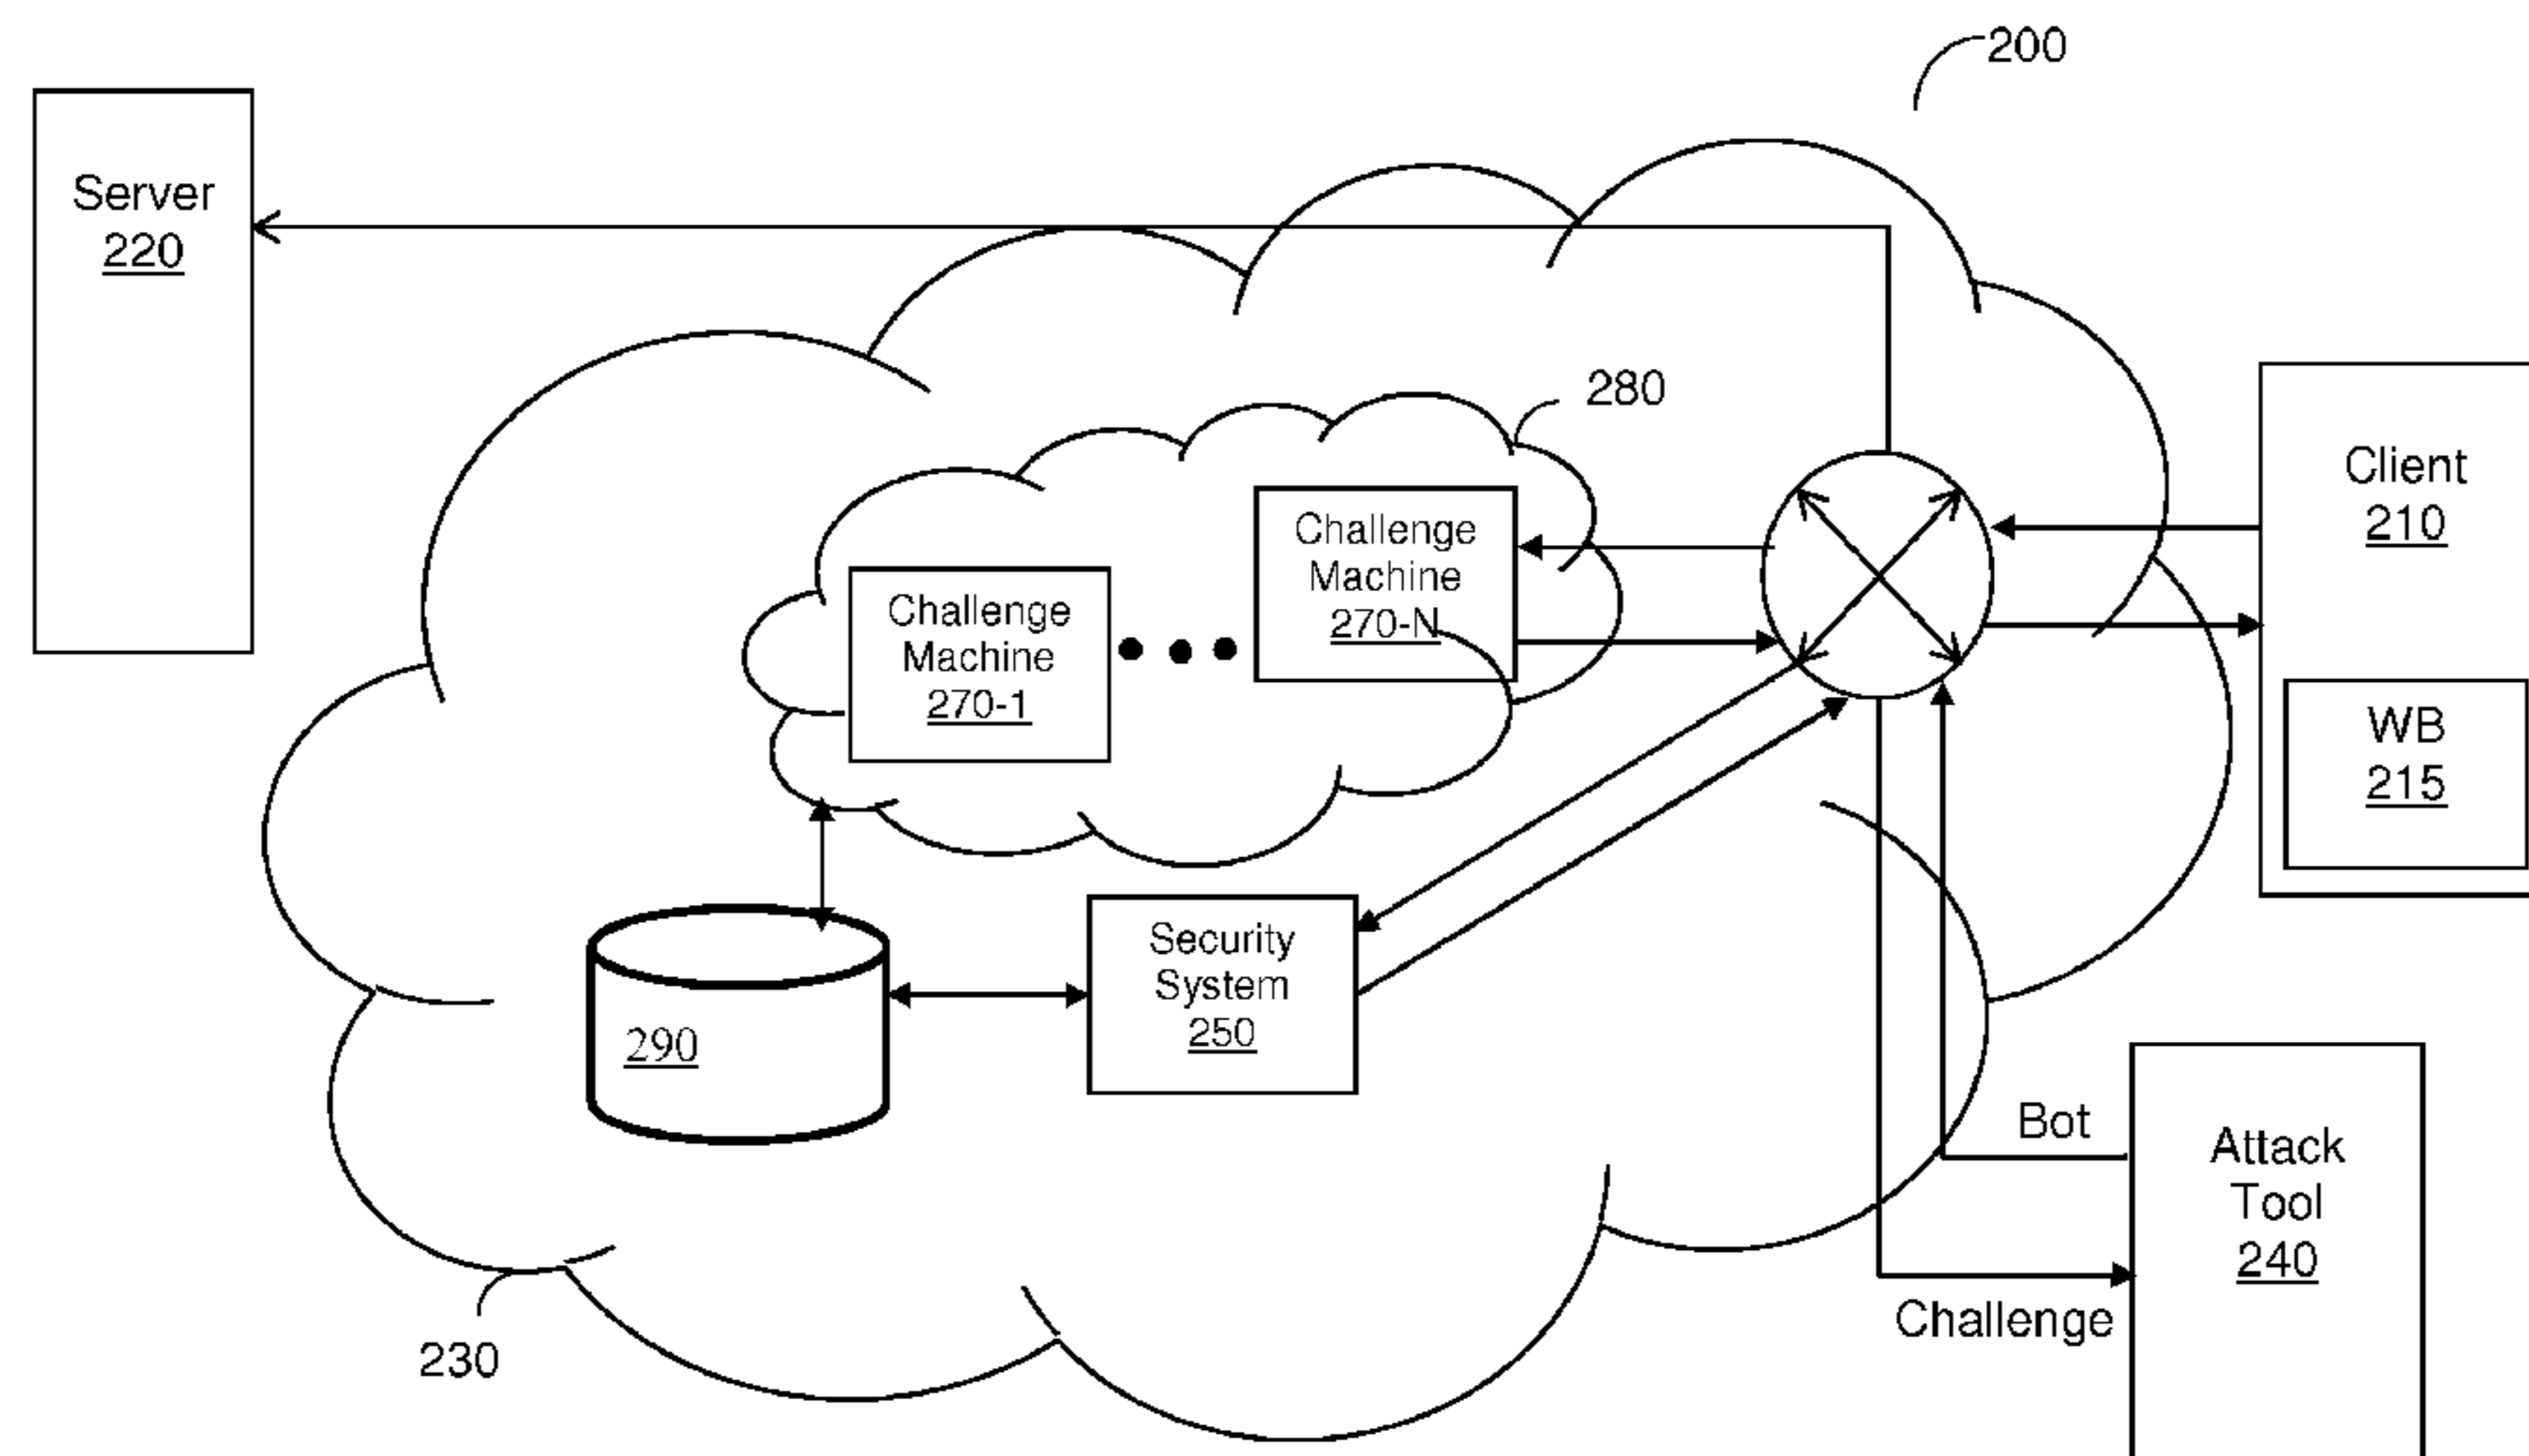 200
Server
220
280
Client
210
Challenge
Machine
270-N
Challenge
Machine
270-1
WB
215
Security
System
250
290
Bot
Attack
Tool
240
Challenge
230